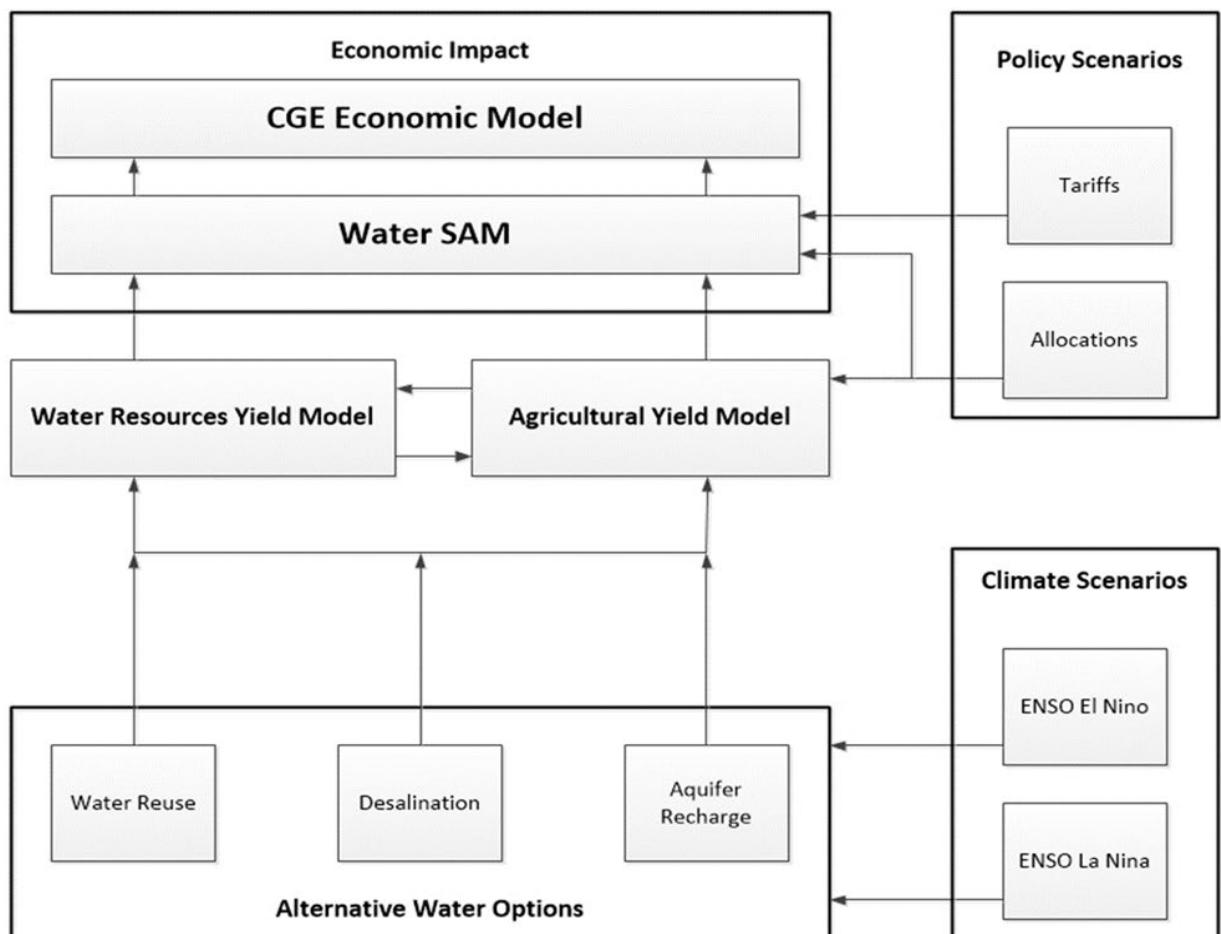 Economic Impact
CGE Economic Model
Water SAM
Policy Scenarios
Tariffs
Allocations
Water Resources Yield Model
Agricultural Yield Model
Climate Scenarios
ENSO El Nino
ENSO La Nina
Water Reuse
Desalination
Aquifer
Recharge
Alternative Water Options